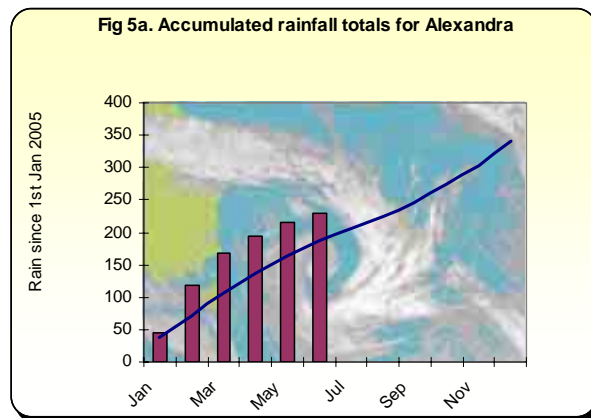 Fig 5a. Accumulated rainfall totals for Alexandra
Rain since 1st Jan 2005
400
350
300
250
200
150
100
50
0
Jan
Mar
May
Jul
Sep
Nov